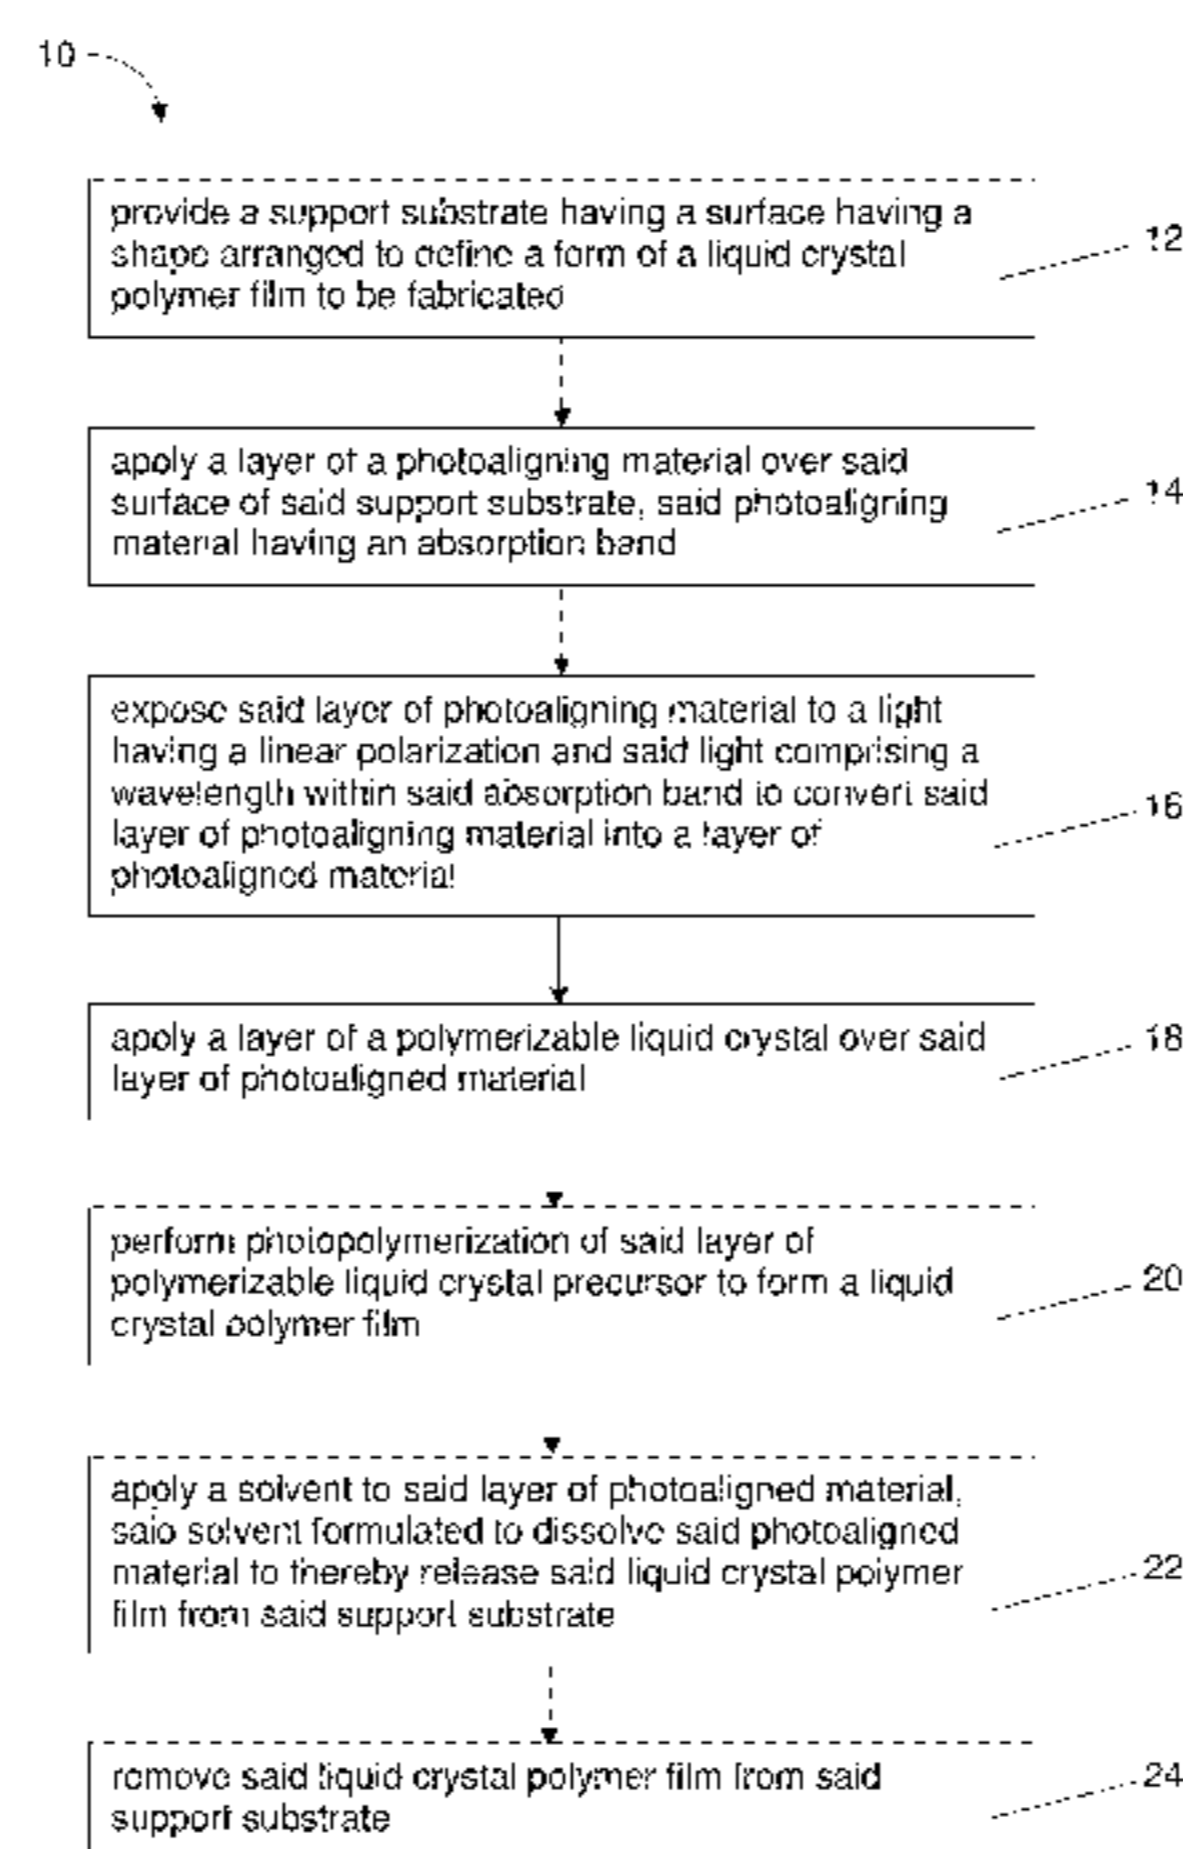 10
provide a support substrate having a surface having a
shape arranged to define a form of a liquid crystal
polymer film to be fabricated
12
apply a layer of a photoaligning material over said
surface of said support substrate, said photoaligning
material having an absorption band
14
expose said layer of photoaligning material to a light
having a linear polarization and said light comprising a
wavelength within said absorption band to convert said
layer of photoaligning material into a layer of
photoaligned material
16
apply a layer of a polymerizable liquid crystal over said
layer of photoaligned material
18
perform photopolymerization of said layer of
polymerizable liquid crystal precursor to form a liquid
crystal polymer film
20
apply a solvent to said layer of photoaligned material,
said solvent formulated to dissolve said photoaligned
material to thereby release said liquid crystal polymer
film from said support substrate
22
remove said liquid crystal polymer film from said
support substrate
24